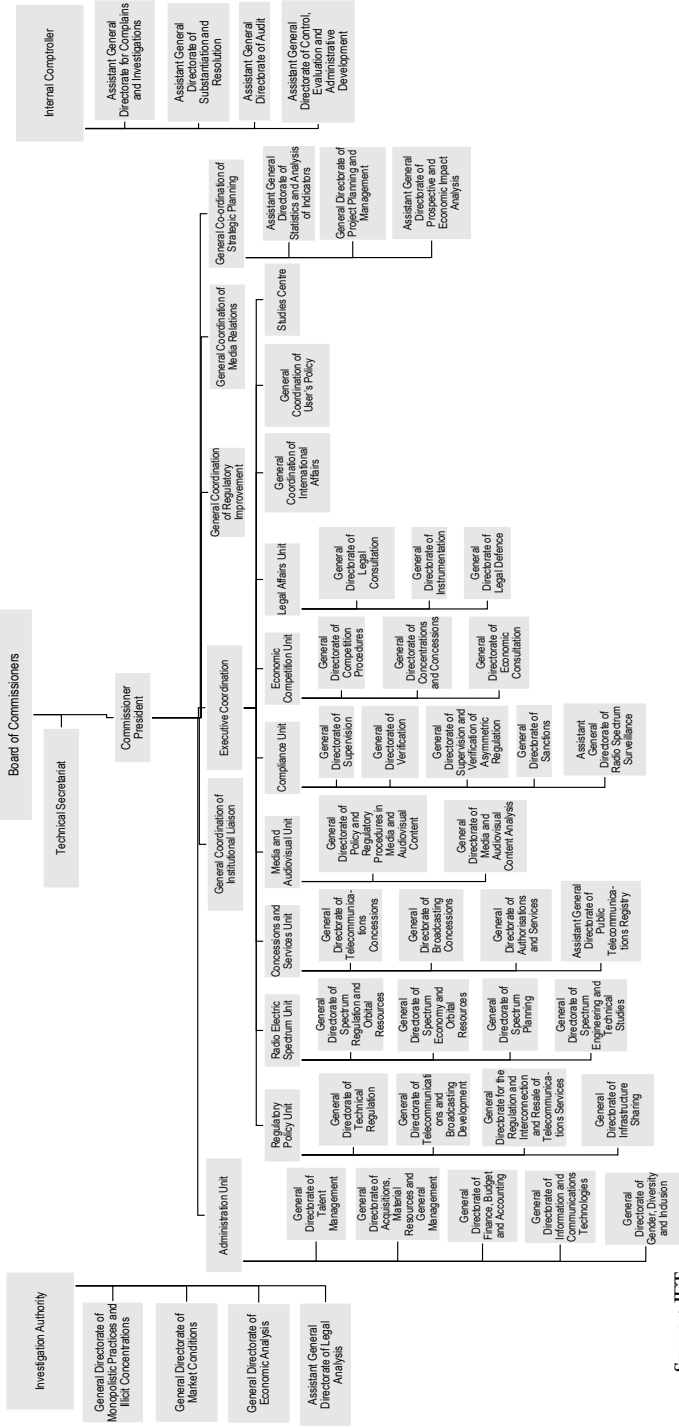 Board of Commissioners
Technical Secretariat
Commissioner
President
Investigation Authority
General Directorate of
Monopolistic Practices and
Illicit Concentrations
General Directorate of
Market Conditions
General Directorate of
Economic Analysis
Assistant General
Directorate of Legal
Analysis
Administration Unit
General
Directorate of
Talent
Management
General
Directorate of
Acquisitions,
Material
Resources and
General
Management
General
Directorate of
Finance, Budget
and Accounting
General
Directorate of
Information and
Communications
Technologies
General
Directorate of
Gender, Diversity
and Inclusion
General Coordination of
Institutional Liaison
Executive Coordination
General Coordination
of Regulatory
Improvement
General Coordination of
Media Relations
General Co-ordination of
Strategic Planning
Assistant General
Directorate of
Statistics and Analysis
of Indicators
General Directorate of
Project Planning and
Management
Assistant General
Directorate of
Prospective and
Economic Impact
Analysis
Regulatory
Policy Unit
General
Directorate of
Technical
Regulation
General
Directorate of
Telecommunicati
ons and
Broadcasting
Development
General
Directorate for the
Regulation and
Interconnection
and Resale of
Telecommunica-
tions Services
General
Directorate of
Infrastructure
Sharing
Radio Electric
Spectrum Unit
General
Directorate of
Spectrum
Regulation and
Orbital
Resources
General
Directorate of
Spectrum
Economy and
Orbital
Resources
General
Directorate of
Spectrum
Planning
General
Directorate of
Spectrum
Engineering and
Technical
Studies
Concessions and
Services Unit
General
Directorate of
Telecommunica-
tions
Concessions
General
Directorate of
Broadcasting
Concessions
General
Directorate of
Authorisations
and Services
Assistant General
Directorate of
Public
Telecommunica-
tions Registry
Media and
Audiovisual Unit
General
Directorate of
Policy and
Regulatory
Procedures in
Media and
Audiovisual
Content
General
Directorate of
Media and
Audiovisual
Content Analysis
Compliance Unit
General
Directorate of
Supervision
General
Directorate of
Verification
General
Directorate of
Supervision and
Verification of
Asymmetric
Regulation
General
Directorate of
Sanctions
Assistant
General
Directorate of
Radio Spectrum
Surveillance
Economic
Competition Unit
General
Directorate of
Competition
Procedures
General
Directorate of
Concentrations
and Concessions
General
Directorate of
Economic
Consultation
Legal Affairs Unit
General
Directorate of
Legal
Consultation
General
Directorate of
Instrumentation
General
Directorate of
Legal Defence
General
Coordination of
International
Affairs
General
Coordination of
User's Policy
Studies Centre
Internal Comptroller
Assistant General
Directorate for Complains
and Investigations
Assistant General
Directorate of
Substantiation and
Resolution
Assistant General
Directorate of Audit
Assistant General
Directorate of Control,
Evaluation and
Administrative
Development